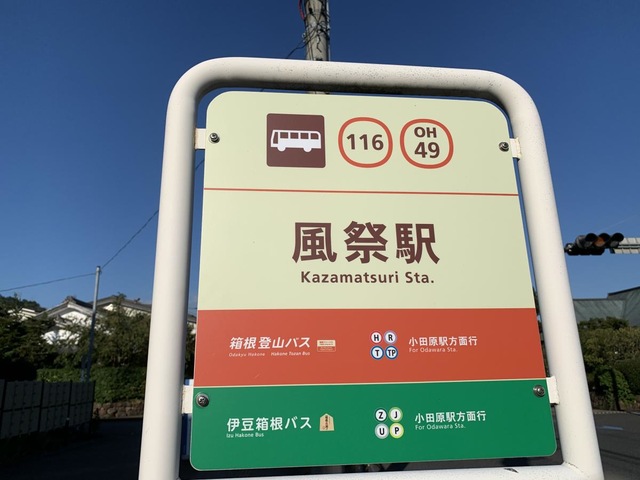 116
OH
49
風祭駅
Kazamatsuri Sta.
箱根登山バス
Odakyu Hakone Hakone Tozan Bus
H R
T TP
小田原駅方面行
For Odawara Sta.
伊豆箱根バス
Izu Hakone Bus
Z J
U P
小田原駅方面行
For Odawara Sta.